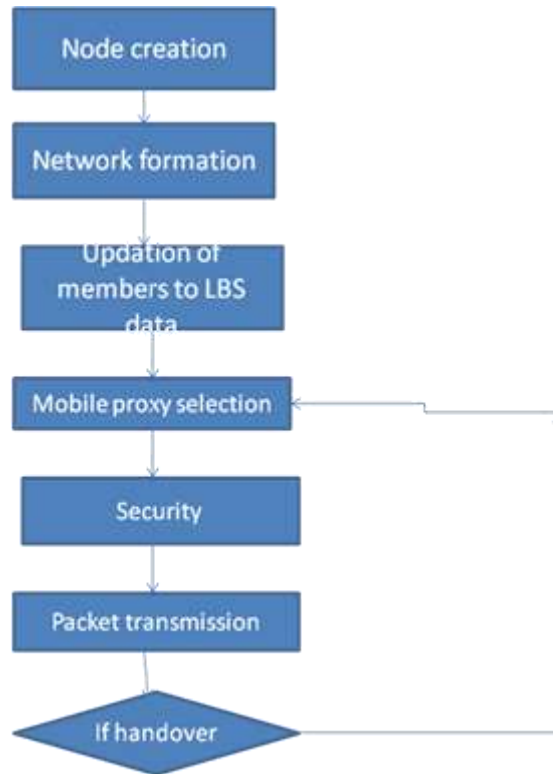 Node creation
Network formation
Updation of
members to LBS
data
Mobile proxy selection
Security
Packet transmission
If handover